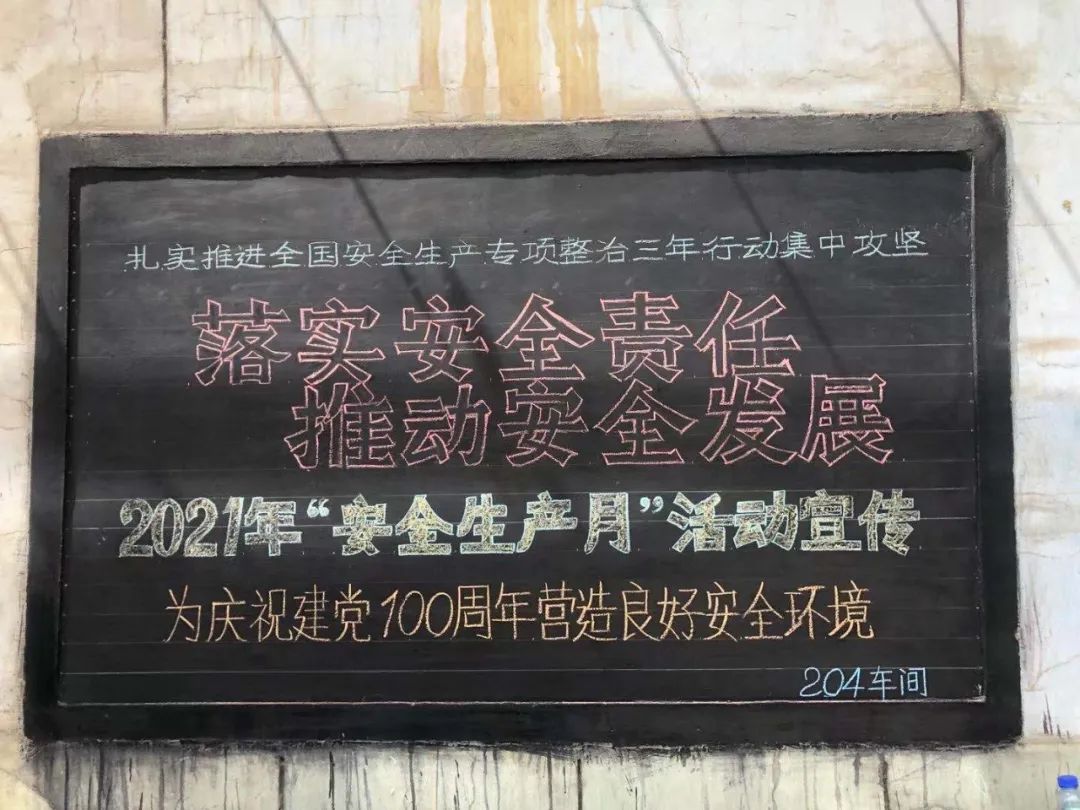 扎实推进全国安全生产专项整治三年行动集中攻坚
落实安全责任
推动安全发展
2021年“安全生产月”活动宣传
为庆祝建党100周年营造良好安全环境
204车间